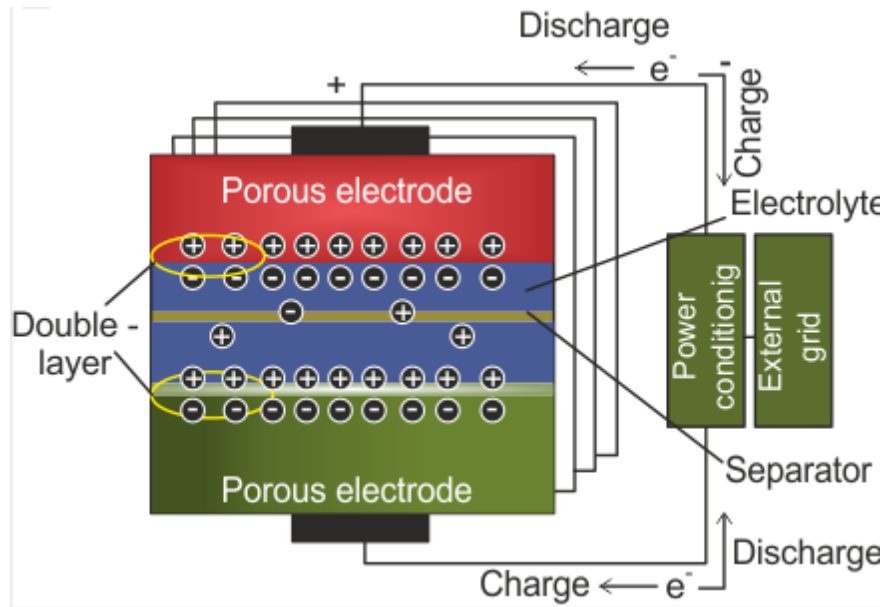 Discharge
e-
-
+
Charge
Porous electrode
Electrolyte
Double -
layer
Power
conditionig
External
grid
Separator
Porous electrode
Discharge
Charge
e-
-